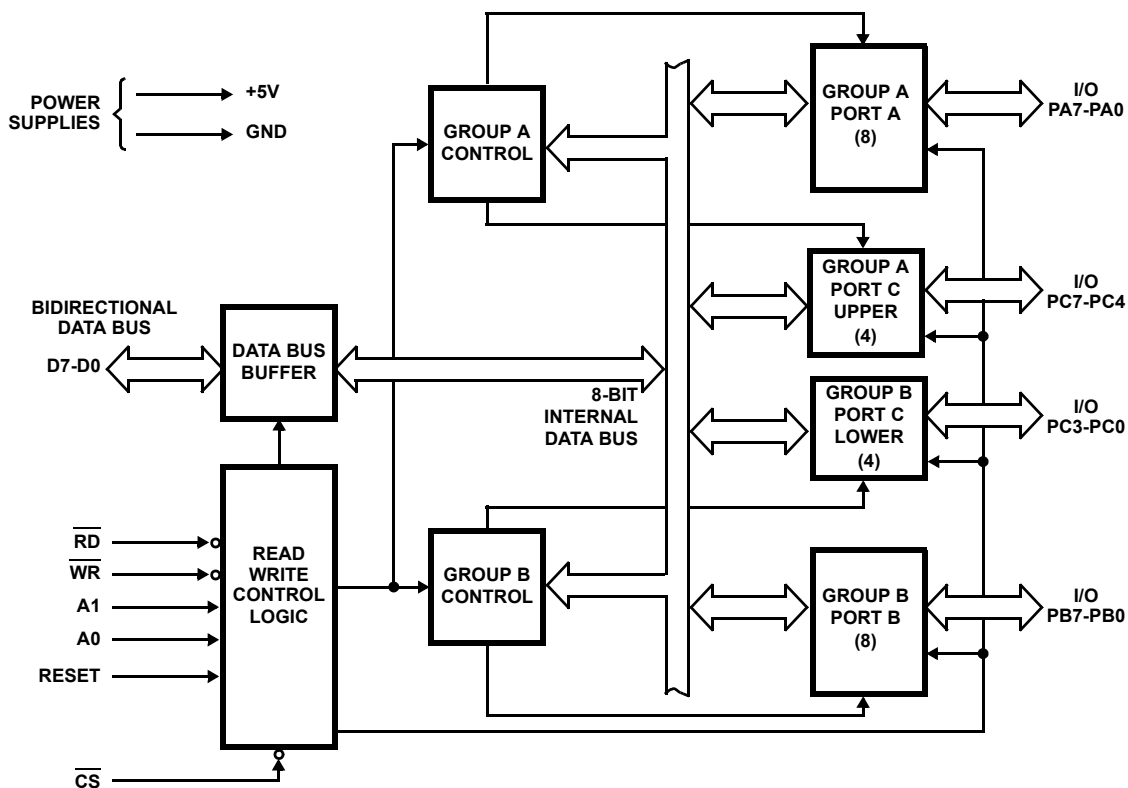 POWER
SUPPLIES
+5V
GND
GROUP A
CONTROL
GROUP A
PORT A
(8)
I/O
PA7-PA0
GROUP A
PORT C
UPPER
(4)
I/O
PC7-PC4
BIDIRECTIONAL
DATA BUS
D7-D0
DATA BUS
BUFFER
8-BIT
INTERNAL
DATA BUS
GROUP B
PORT C
LOWER
(4)
I/O
PC3-PC0
RD
WR
A1
A0
RESET
CS
READ
WRITE
CONTROL
LOGIC
GROUP B
CONTROL
GROUP B
PORT B
(8)
I/O
PB7-PB0